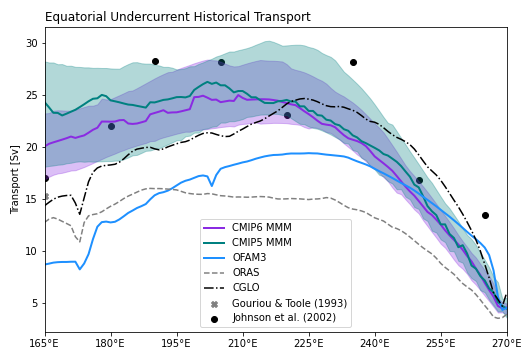 Equatorial Undercurrent Historical Transport
Transport [Sv]
30
25
20
15
10
5
CMIP6 MMM
CMIP5 MMM
OFAM3
ORAS
CGLO
Gouriou & Toole (1993)
Johnson et al. (2002)
165°E 180° 195°E 210°E 225°E 240°E 255°E 270°E